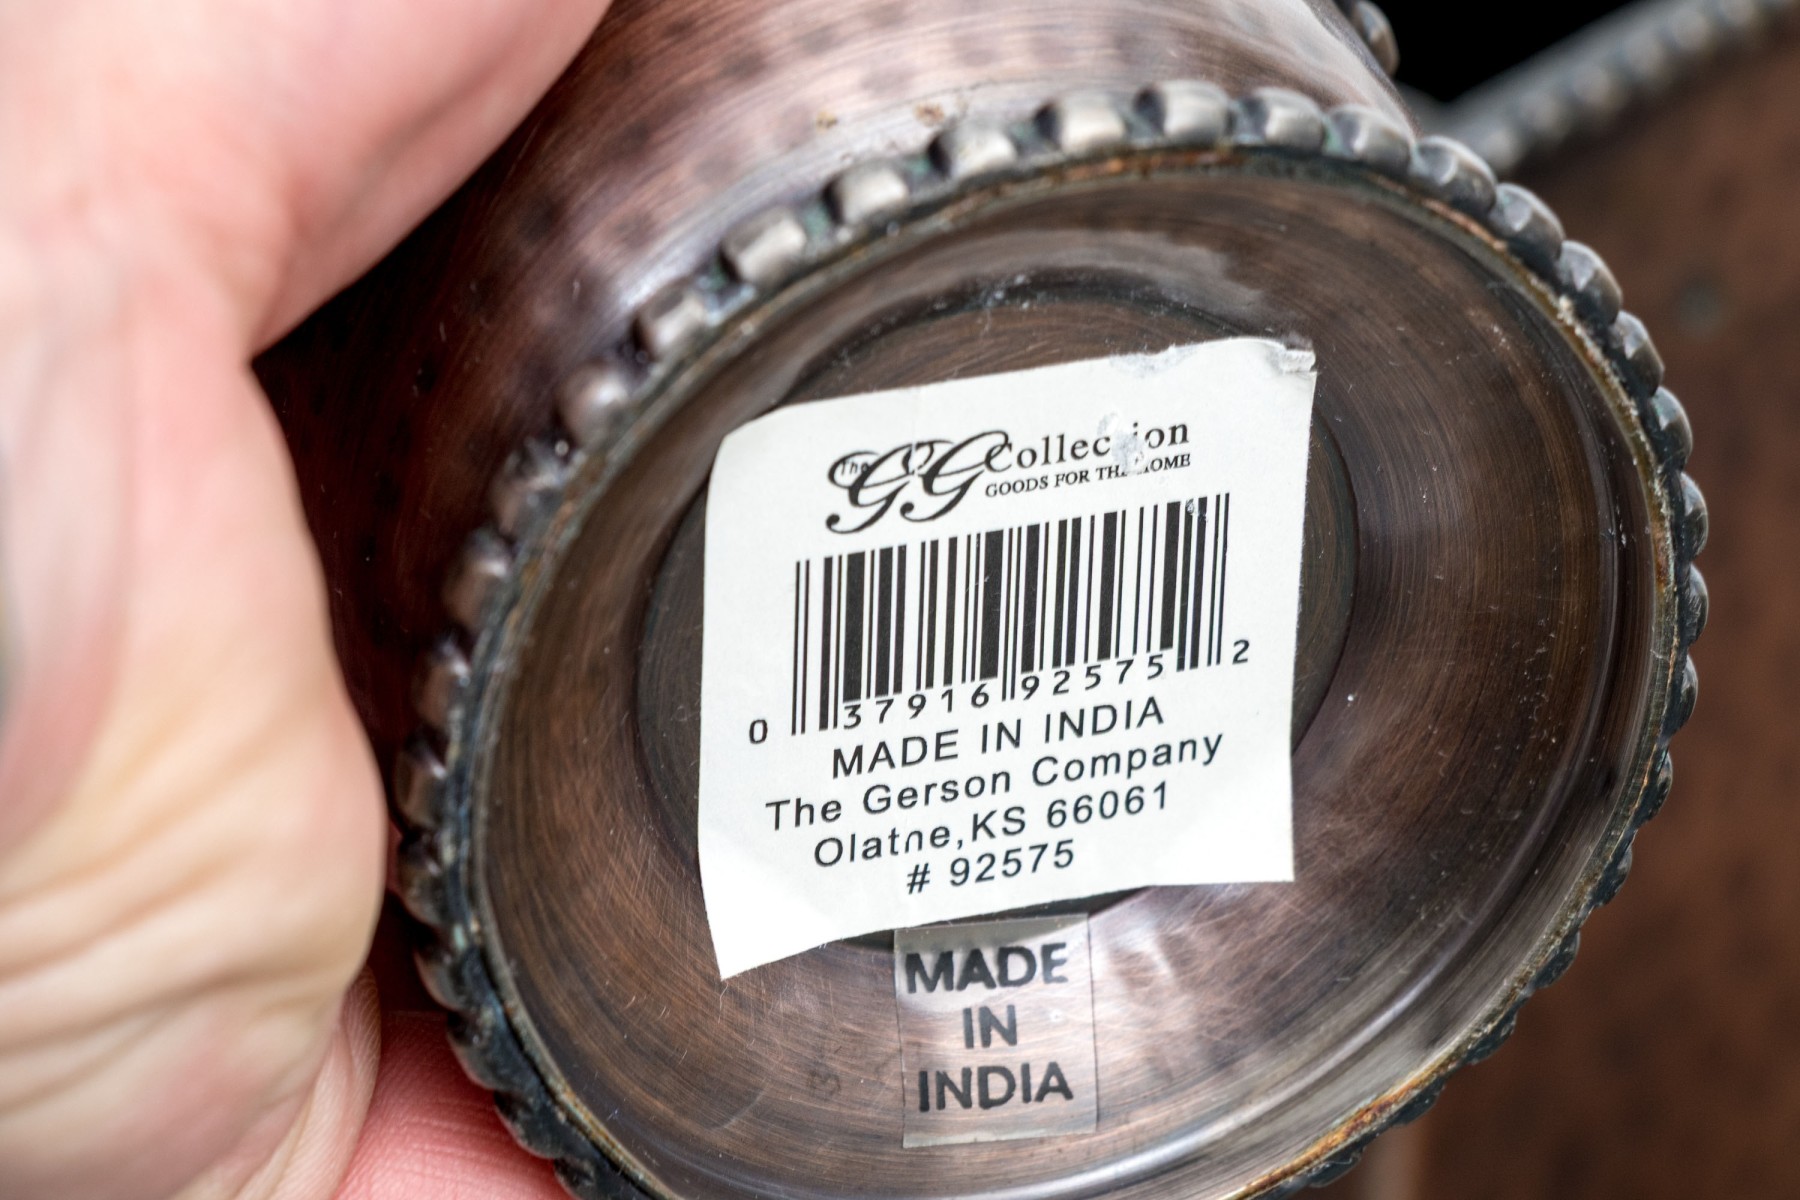 The GG Collection
GOODS FOR THE HOME
0 37916 92575 2
MADE IN INDIA
The Gerson Company
Olathe,KS 66061
# 92575
MADE
IN
INDIA